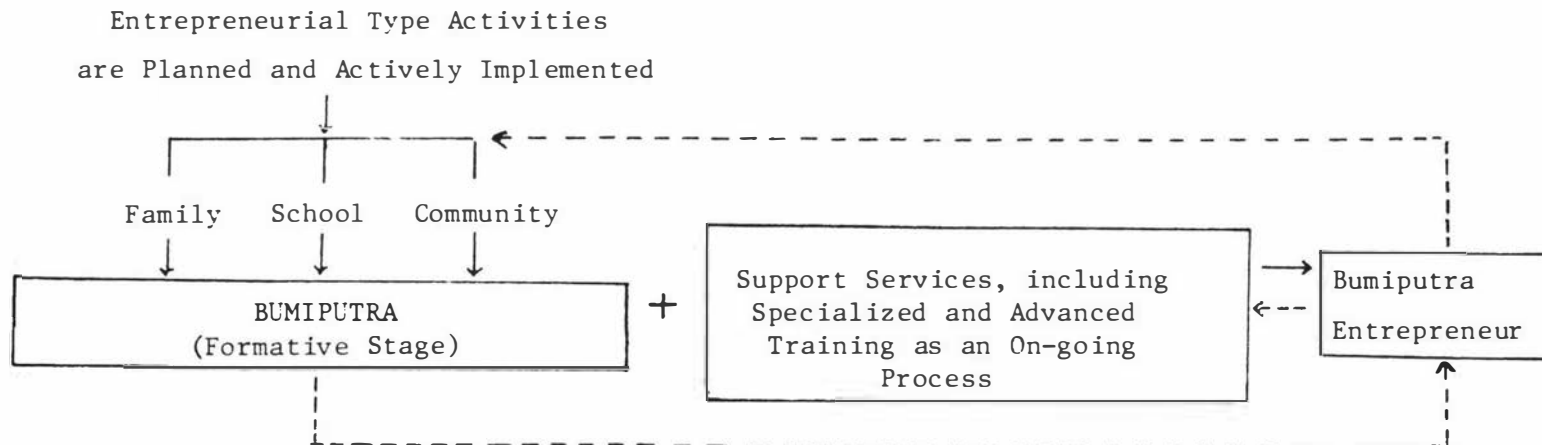 Entrepreneurial Type Activities
are Planned and Actively Implemented
Family School Community
BUMIPUTRA
(Formative Stage)
+
Support Services, including
Specialized and Advanced
Training as an On-going
Process
Bumiputra
Entrepreneur